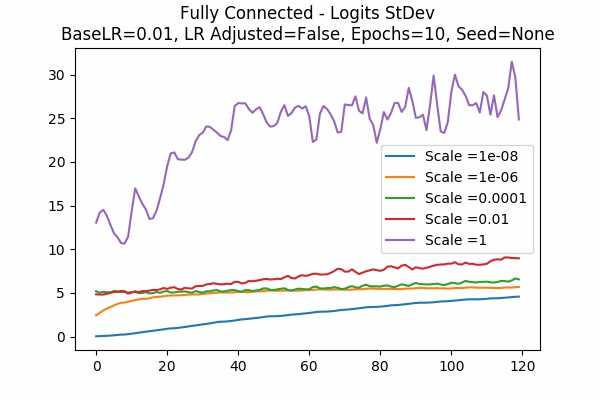 Fully Connected - Logits StDev
BaseLR=0.01, LR Adjusted=False, Epochs=10, Seed=None
30
25
20
15
10
5
0
Scale =1e-08
Scale =1e-06
Scale =0.0001
Scale =0.01
Scale =1
0 20 40 60 80 100 120